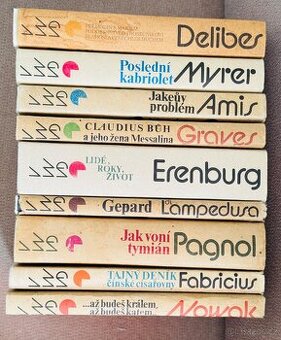 Delibes
Poslední
kabriolet
Myrer
Jakeův
problém
Amis
CLAUDIUS BŮH
a jeho žena Messalina
Graves
LIDÉ,
ROKY,
ŽIVOT
Erenburg
Gepard
Lampedusa
Jak voní
tymián
Pagnol
TAJNÝ DENÍK
čínské císařovny
Fabricius
...až budeš králem,
...až budeš katem...
Nowak